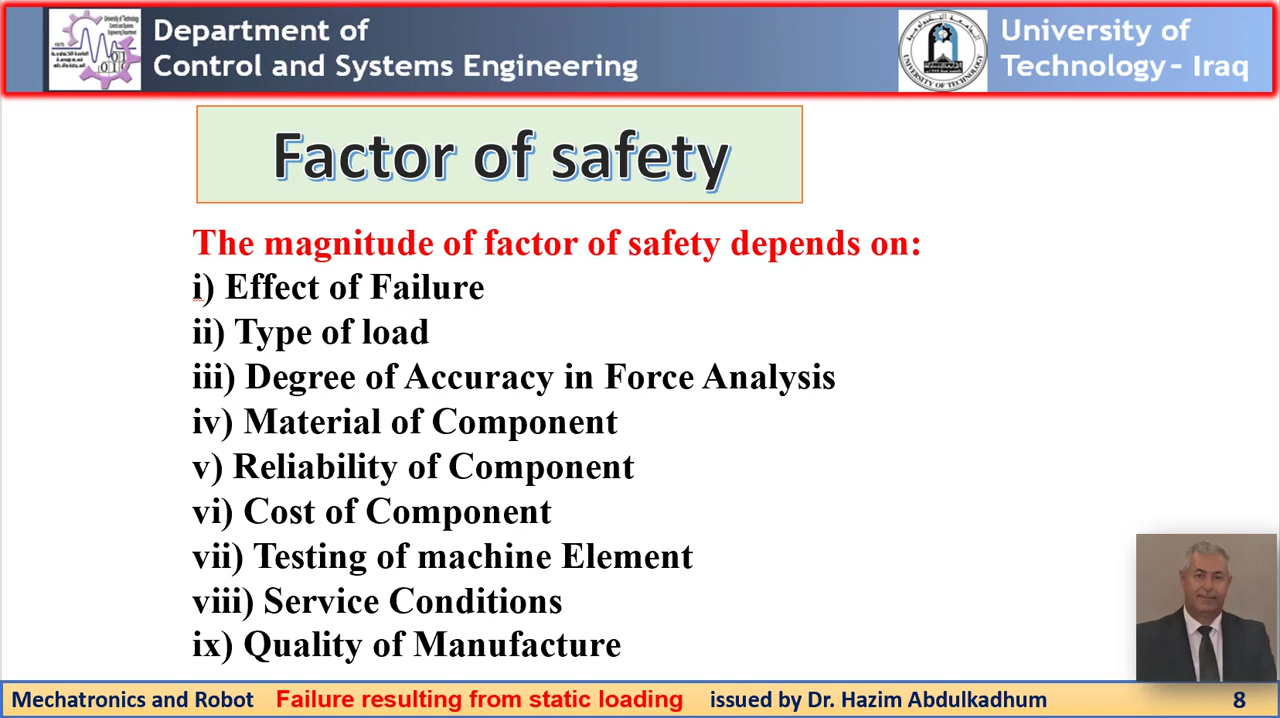 Department of
Control and Systems Engineering
University of
Technology - Iraq
Factor of safety
The magnitude of factor of safety depends on:
i) Effect of Failure
ii) Type of load
iii) Degree of Accuracy in Force Analysis
iv) Material of Component
v) Reliability of Component
vi) Cost of Component
vii) Testing of machine Element
viii) Service Conditions
ix) Quality of Manufacture
Mechatronics and Robot Failure resulting from static loading issued by Dr. Hazim Abdulkadhum 8